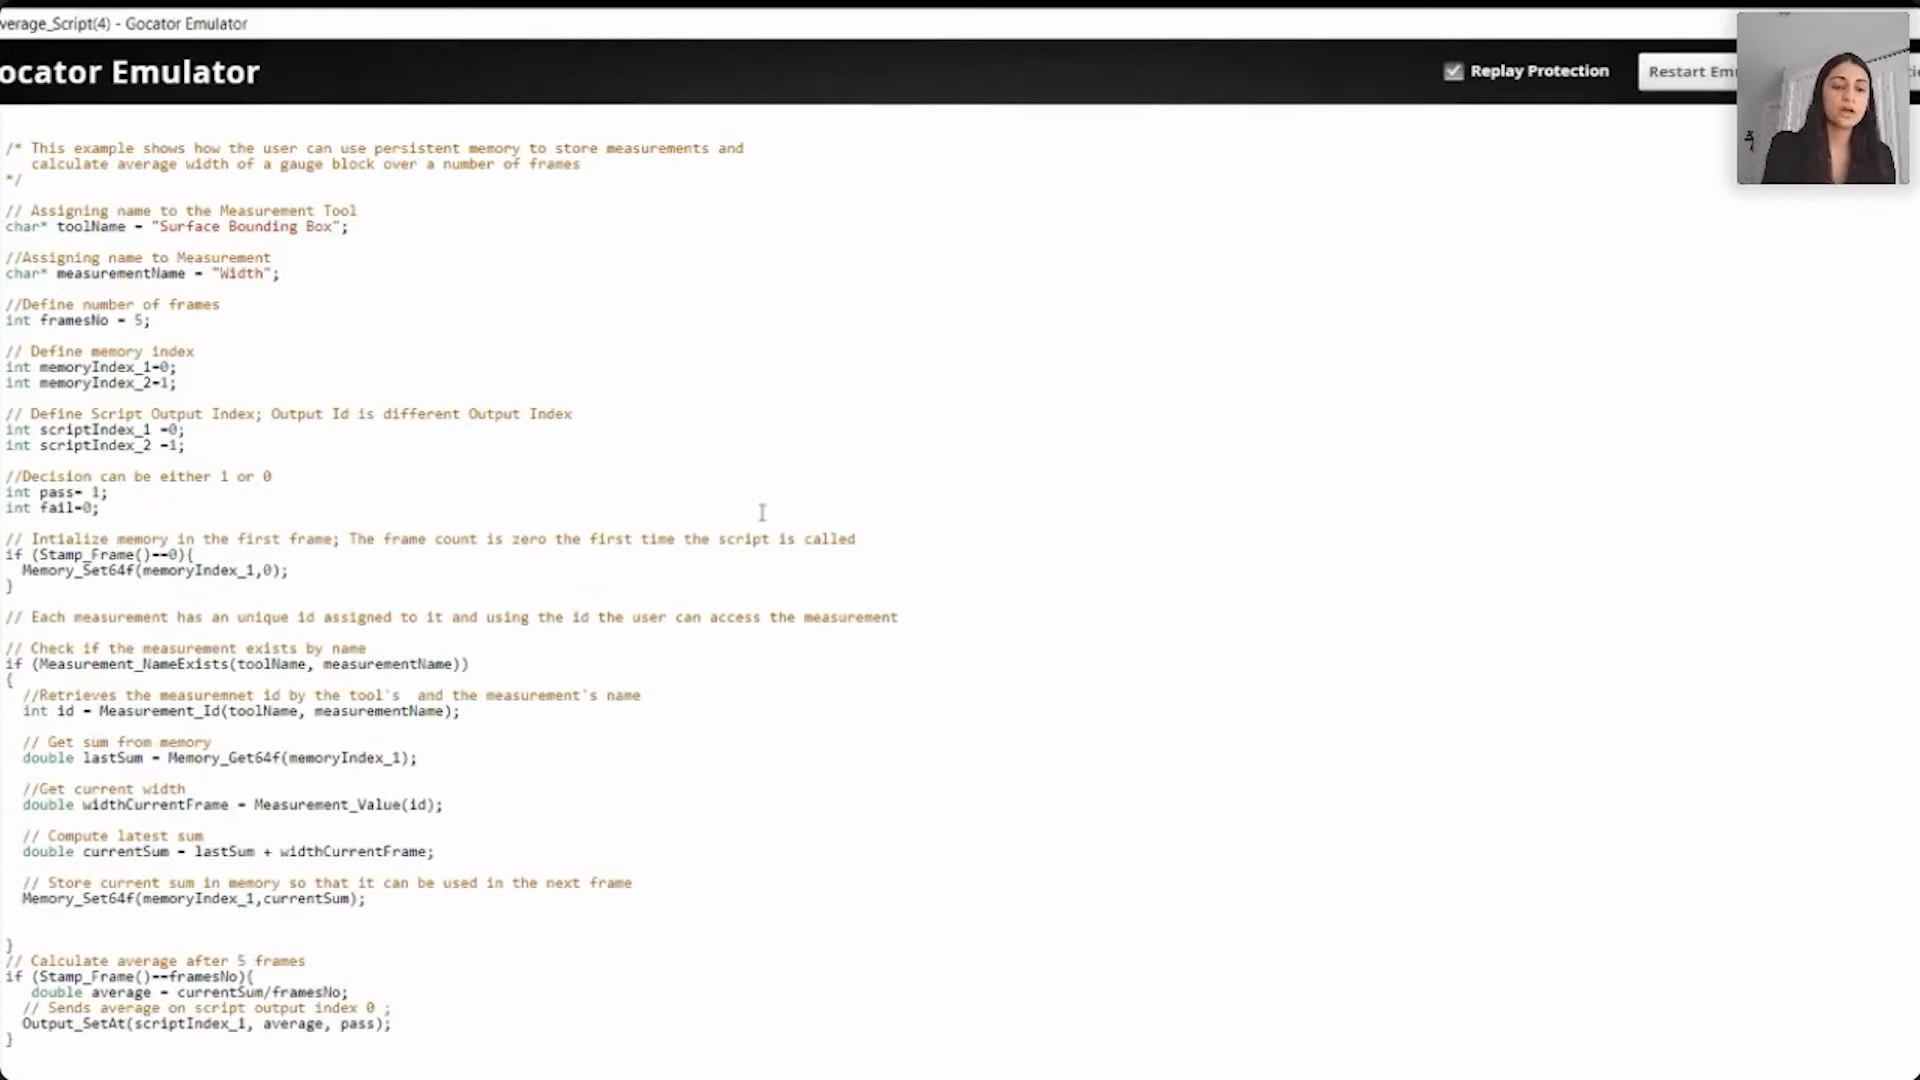 verage_Script(4) - Gocator Emulator
ocator Emulator
Replay Protection
Restart Em
/* This example shows how the user can use persistent memory to store measurements and
calculate average width of a gauge block over a number of frames
*/
// Assigning name to the Measurement Tool
char* toolName = "Surface Bounding Box";
//Assigning name to Measurement
char* measurementName = "Width";
//Define number of frames
int framesNo = 5;
// Define memory index
int memoryIndex_1=0;
int memoryIndex_2=1;
// Define Script Output Index; Output Id is different Output Index
int scriptIndex_1 =0;
int scriptIndex_2 =1;
//Decision can be either 1 or 0
int pass= 1;
int fail=0;
// Intialize memory in the first frame; The frame count is zero the first time the script is called
if (Stamp_Frame()==0){
Memory_Set64f(memoryIndex_1,0);
}
// Each measurement has an unique id assigned to it and using the id the user can access the measurement
// Check if the measurement exists by name
if (Measurement_NameExists(toolName, measurementName))
{
//Retrieves the measuremnet id by the tool's  and the measurement's name
int id = Measurement_Id(toolName, measurementName);
// Get sum from memory
double lastSum = Memory_Get64f(memoryIndex_1);
//Get current width
double widthCurrentFrame = Measurement_Value(id);
// Compute latest sum
double currentSum = lastSum + widthCurrentFrame;
// Store current sum in memory so that it can be used in the next frame
Memory_Set64f(memoryIndex_1,currentSum);
}
// Calculate average after 5 frames
if (Stamp_Frame()==framesNo){
double average = currentSum/framesNo;
// Sends average on script output index 0 ;
Output_SetAt(scriptIndex_1, average, pass);
}